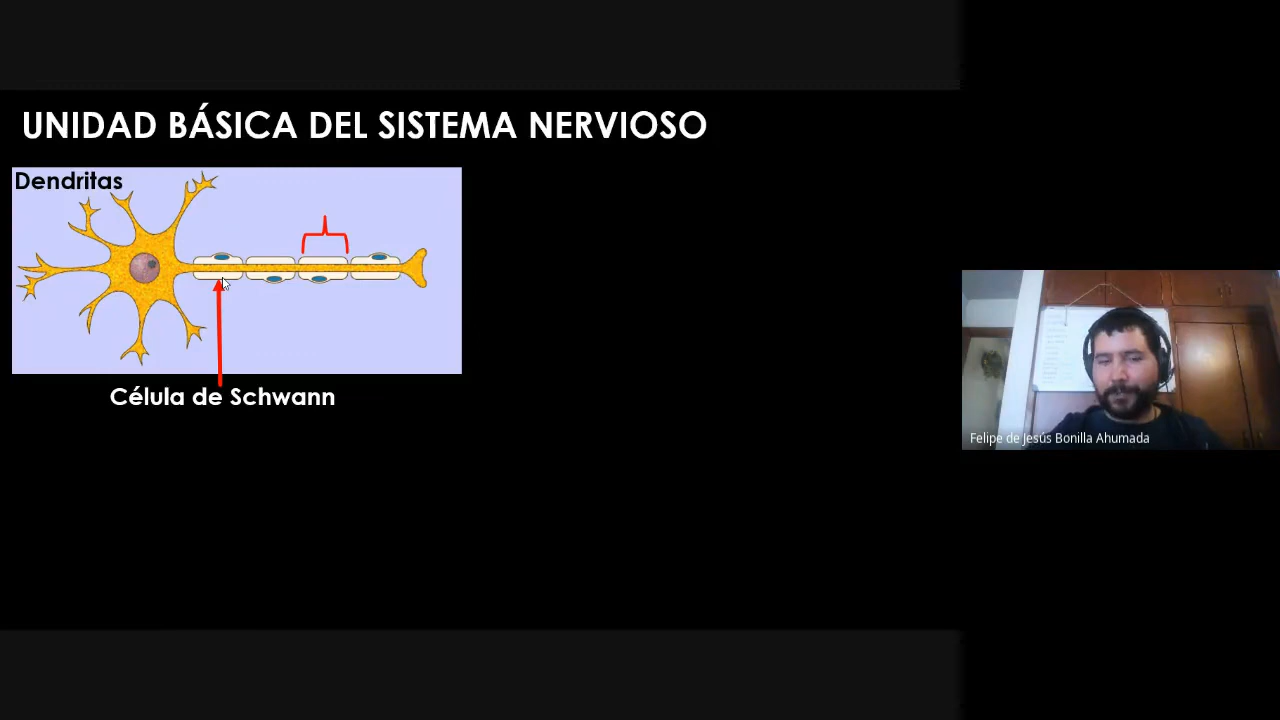 UNIDAD BÁSICA DEL SISTEMA NERVIOSO
Dendritas
Célula de Schwann
Felipe de Jesús Bonilla Ahumada